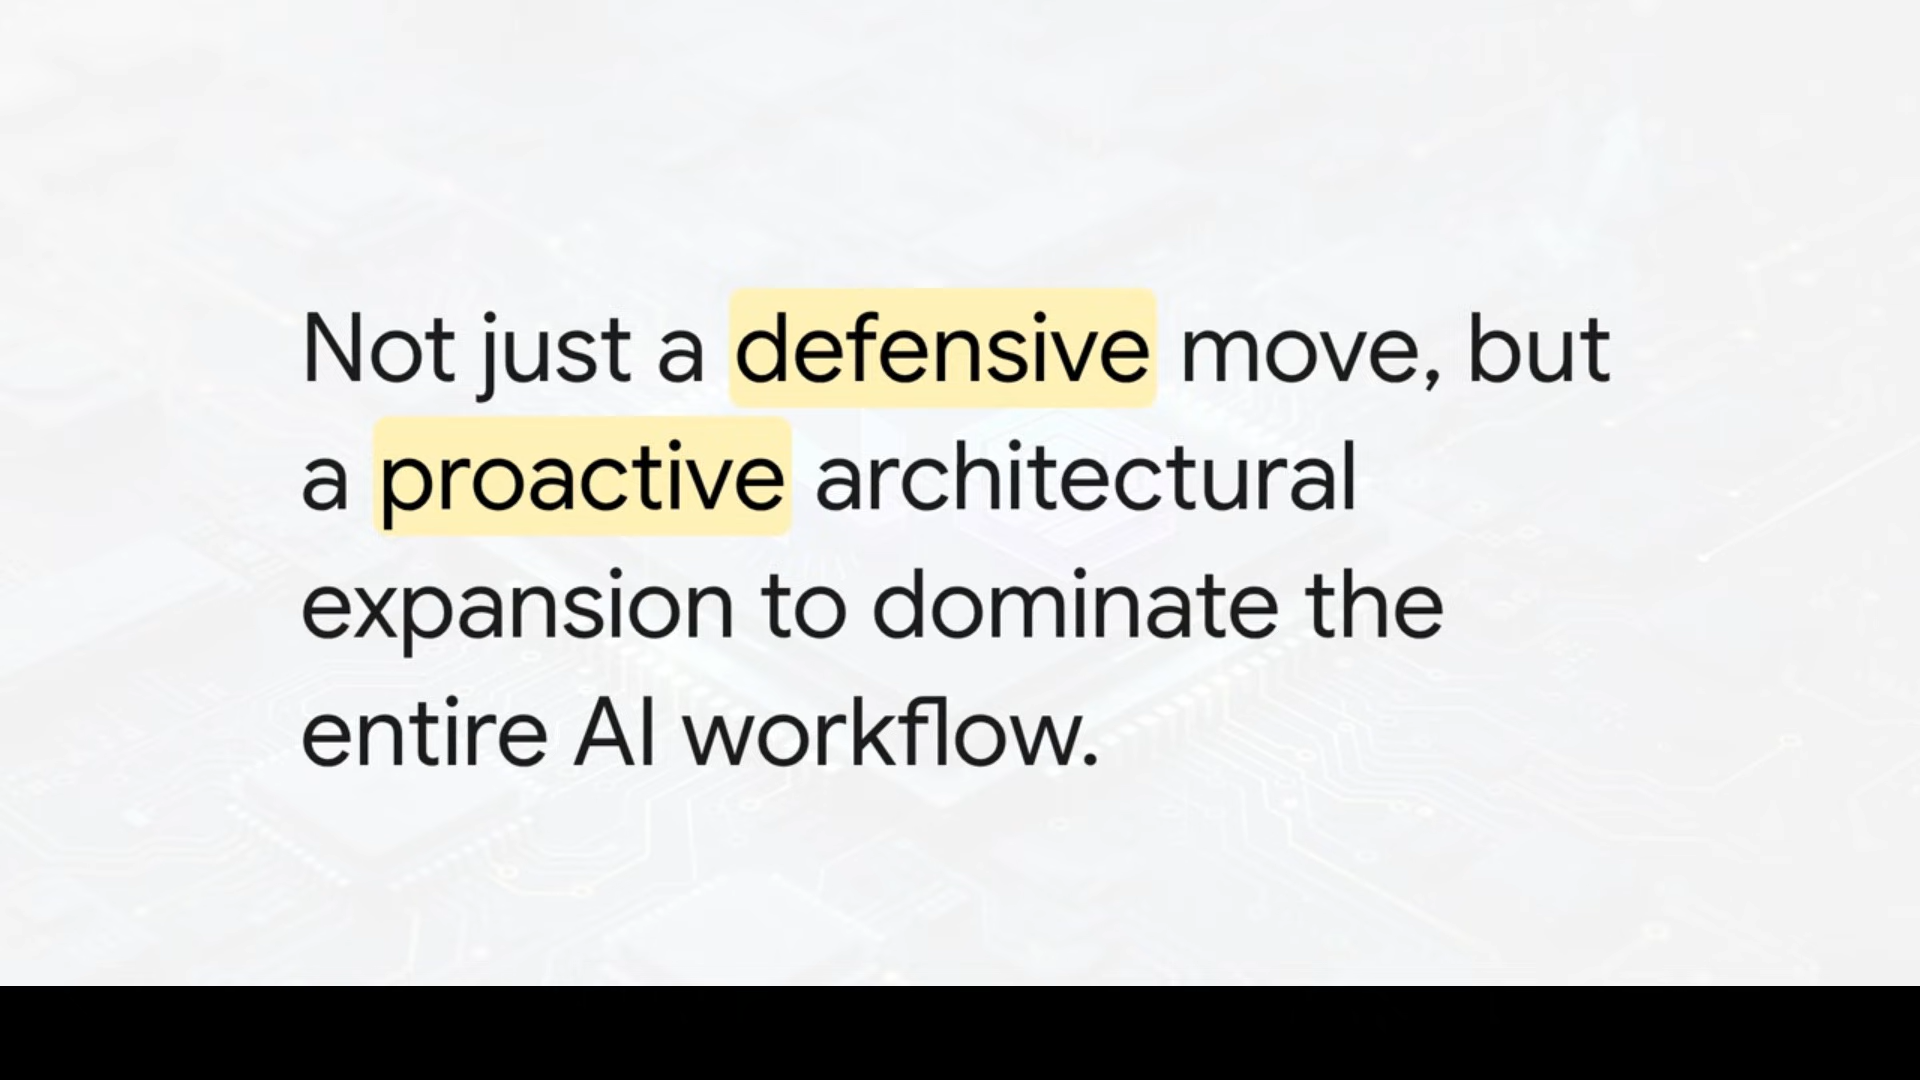 Not just a defensive move, but
a proactive architectural
expansion to dominate the
entire AI workflow.